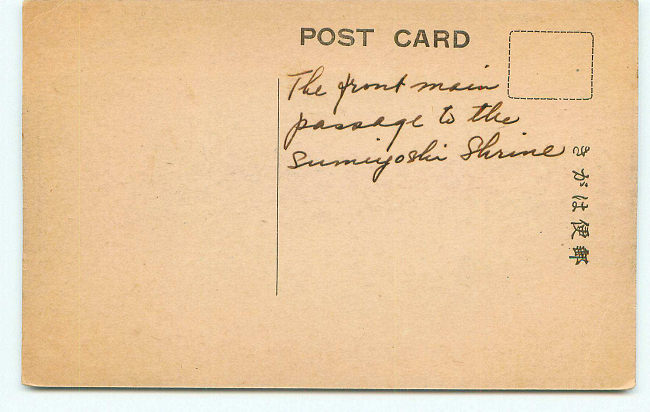 POST CARD
The front main
passage to the
Sumiyoshi Shrine
きがは便郵